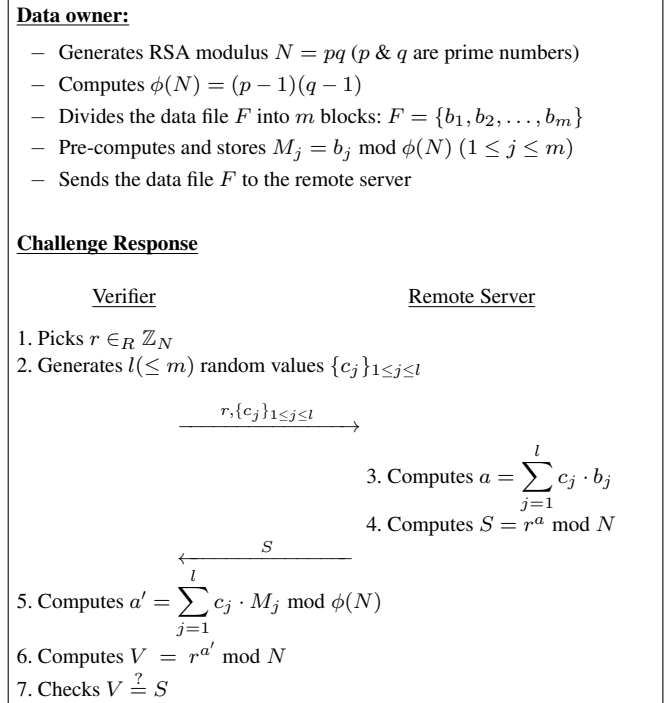 Data owner:
– Generates RSA modulus N = pq (p & q are prime numbers)
– Computes ϕ(N) = (p − 1)(q − 1)
– Divides the data file F into m blocks: F = {b₁, b₂, . . . , bₘ}
– Pre-computes and stores Mⱼ = bⱼ mod ϕ(N) (1 ≤ j ≤ m)
– Sends the data file F to the remote server
Challenge Response
Verifier Remote Server
1. Picks r ∈_R ℤ_N
2. Generates l(≤ m) random values {cⱼ}_{1≤j≤l}
r,{cⱼ}_{1≤j≤l}
3. Computes a = ∑_{j=1}^{l} cⱼ · bⱼ
4. Computes S = r^a mod N
S
5. Computes a′ = ∑_{j=1}^{l} cⱼ · Mⱼ mod ϕ(N)
6. Computes V = r^{a′} mod N
7. Checks V ≟ S